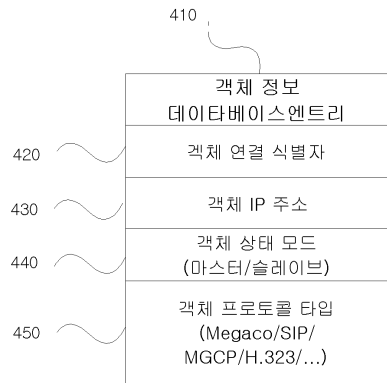 410
객체 정보
데이타베이스엔트리
420
겍체 연결 식별자
430
객체 IP 주소
440
객체 상태 모드
(마스터/슬레이브)
450
객체 프로토콜 타입
(Megaco/SIP/
MGCP/H.323/...)